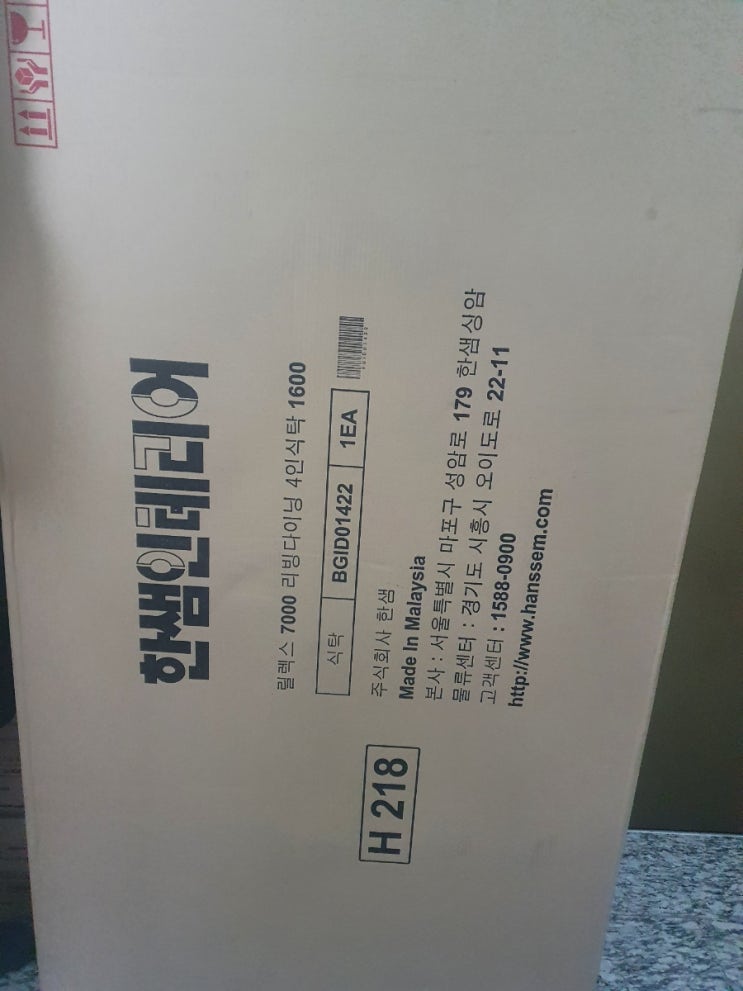 한쌤인테리어
릴렉스 7000 리빙다이닝 4인식탁 1600
식탁 BGID01422 1EA
주식회사 한샘
Made In Malaysia
본사 : 서울특별시 마포구 성암로 179 한샘상암
물류센터 : 경기도 시흥시 오이도로 22-11
고객센터 : 1588-0900
http://www.hanssem.com
H 218